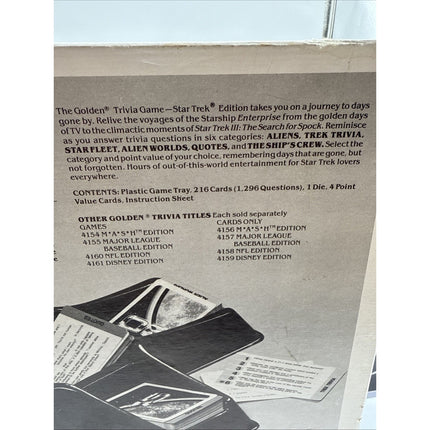 The Golden® Trivia Game—Star Trek® Edition takes you on a journey to days
gone by. Relive the voyages of the Starship Enterprise from the golden days
of TV to the climactic moments of Star Trek III: The Search for Spock. Reminisce
as you answer trivia questions in six categories: ALIENS, TREK TRIVIA,
STAR FLEET, ALIEN WORLDS, QUOTES, and THE SHIP'S CREW. Select the
category and point value of your choice, remembering days that are gone, but
not forgotten. Hours of out-of-this-world entertainment for Star Trek lovers
everywhere.
CONTENTS: Plastic Game Tray, 216 Cards (1,296 Questions), 1 Die, 4 Point
Value Cards, Instruction Sheet
OTHER GOLDEN® TRIVIA TITLES Each sold separately
GAMES
4154 M*A*S*H™ EDITION
4155 MAJOR LEAGUE
BASEBALL EDITION
4160 NFL EDITION
4161 DISNEY EDITION
CARDS ONLY
4156 M*A*S*H™ EDITION
4157 MAJOR LEAGUE
BASEBALL EDITION
4158 NFL EDITION
4159 DISNEY EDITION